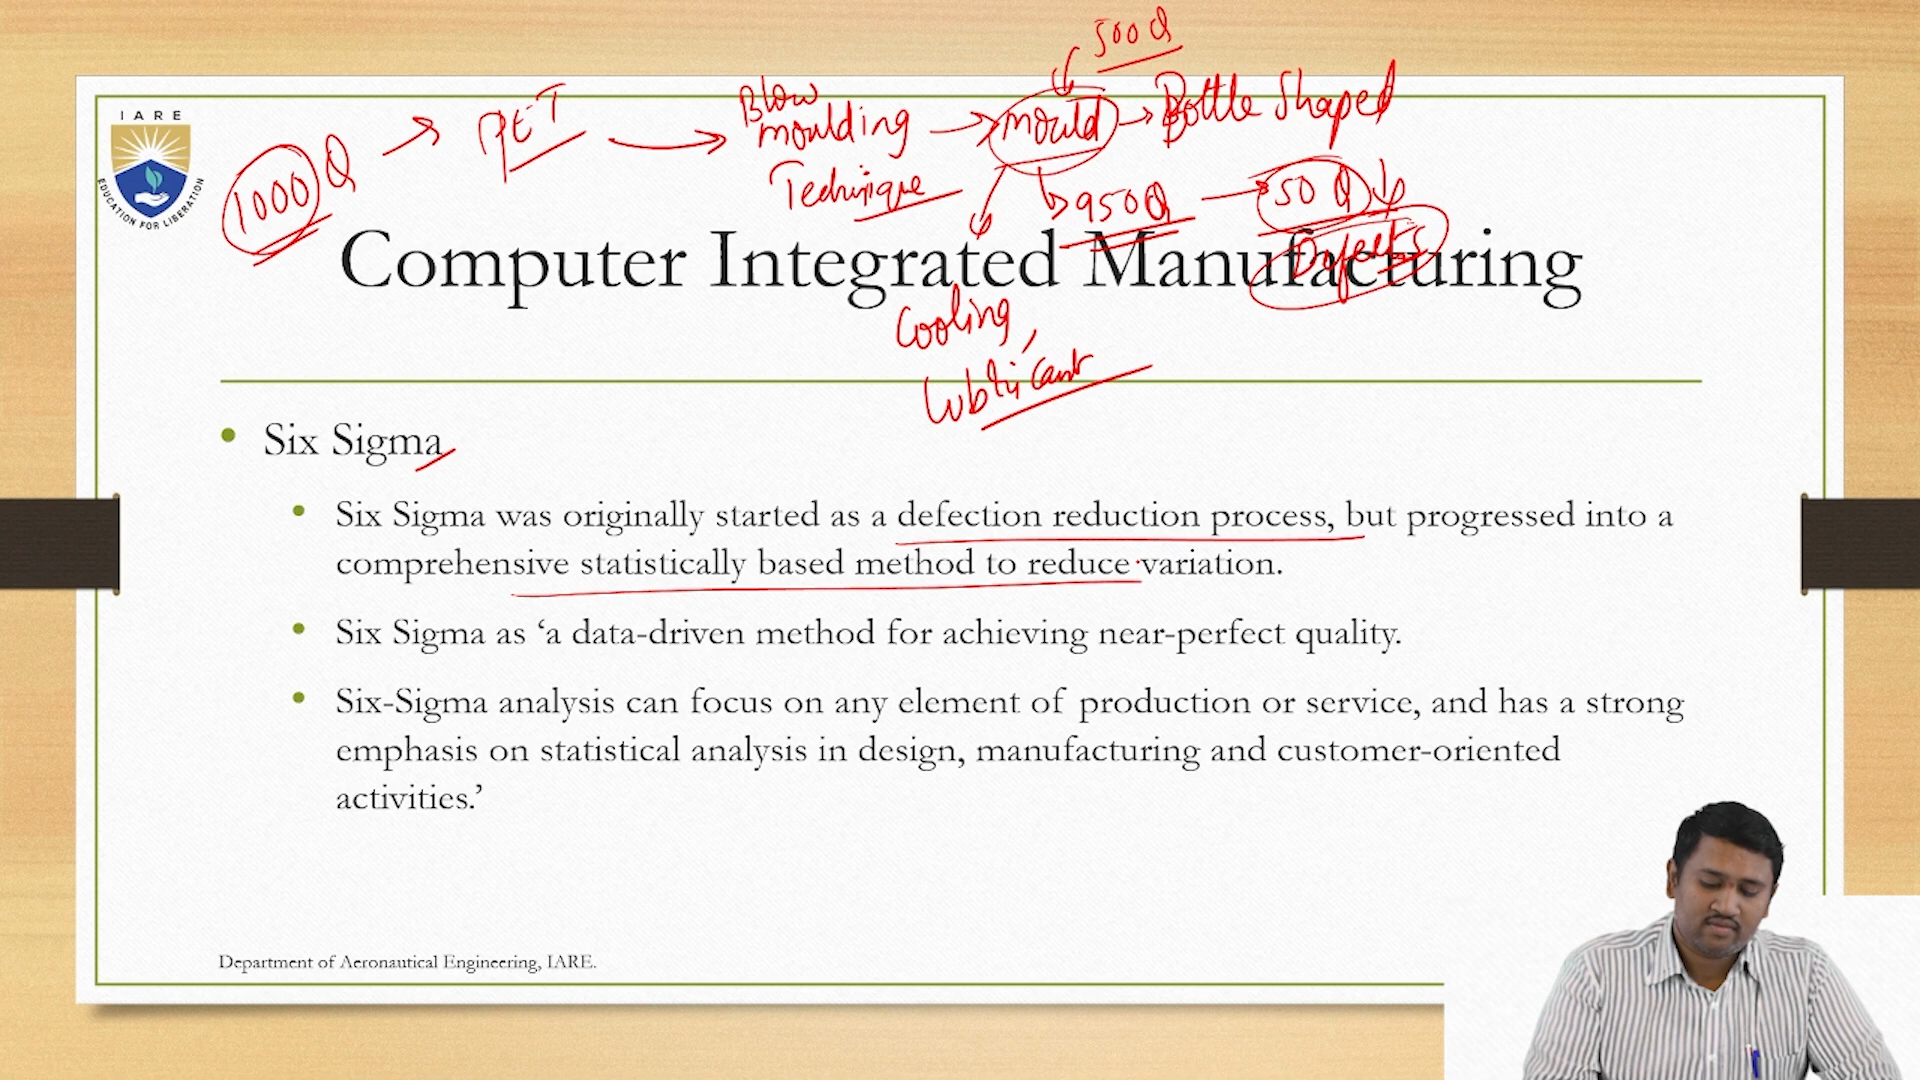 500 Q
IARE
EDUCATION FOR LIBERATION
1000 Q → PET → Blow moulding Technique → mould → Bottle Shaped
950 Q → 50 Q
Defects
Computer Integrated Manufacturing
Cooling,
Lubricant
• Six Sigma
• Six Sigma was originally started as a defection reduction process, but progressed into a
comprehensive statistically based method to reduce variation.
• Six Sigma as ‘a data-driven method for achieving near-perfect quality.
• Six-Sigma analysis can focus on any element of production or service, and has a strong
emphasis on statistical analysis in design, manufacturing and customer-oriented
activities.’
Department of Aeronautical Engineering, IARE.